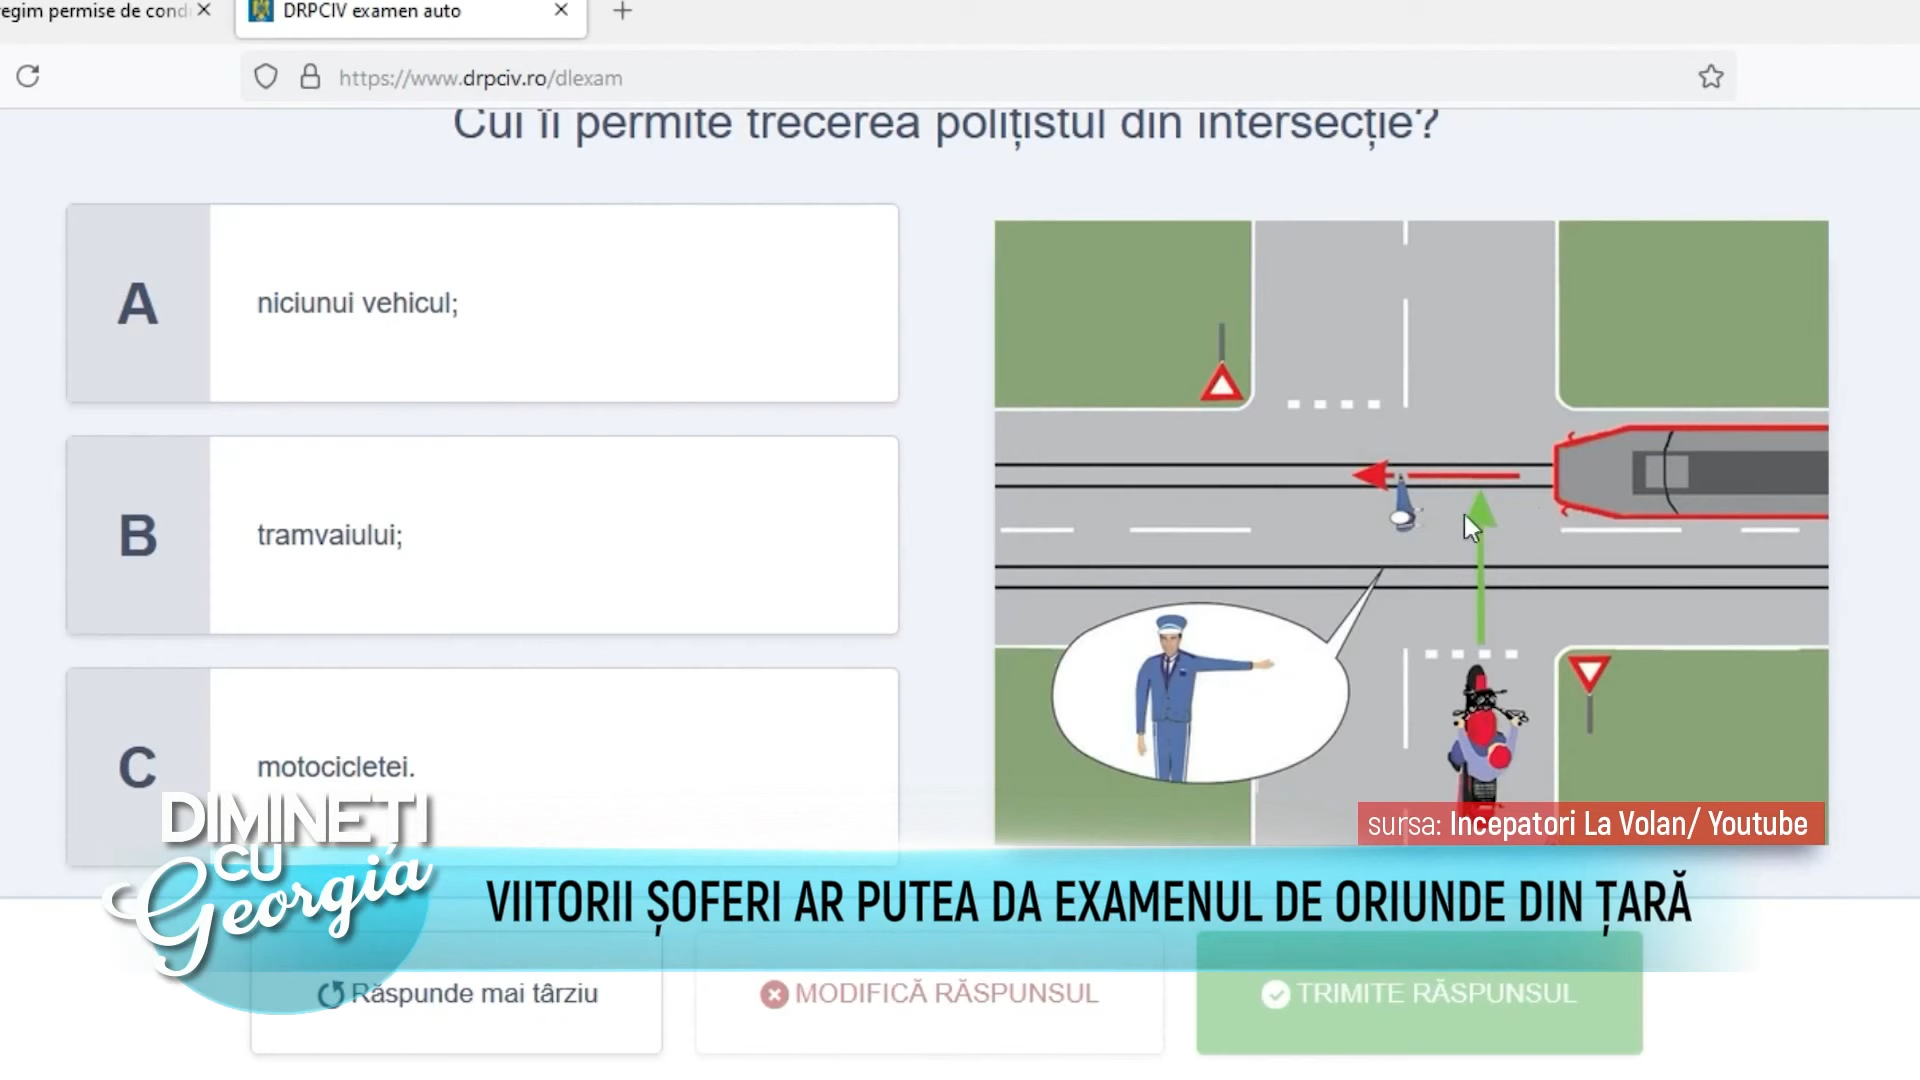 egim permise de cond
DRPCIV examen auto
https://www.drpciv.ro/dlexam
Cui îi permite trecerea polițistul din intersecție?
A
niciunui vehicul;
B
tramvaiului;
C
motocicletei.
sursa: Incepatori La Volan/ Youtube
DIMINEȚI
CU
Georgia
VIITORII ȘOFERI AR PUTEA DA EXAMENUL DE ORIUNDE DIN ȚARĂ
Răspunde mai târziu
MODIFICĂ RĂSPUNSUL
TRIMITE RĂSPUNSUL